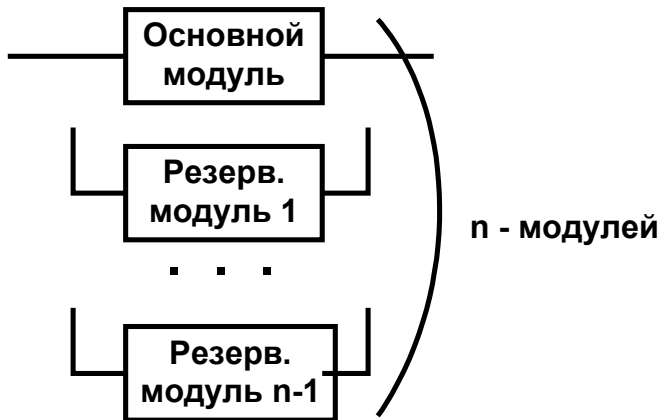 Основной
модуль
Резерв.
модуль 1
. . .
n - модулей
Резерв.
модуль n-1